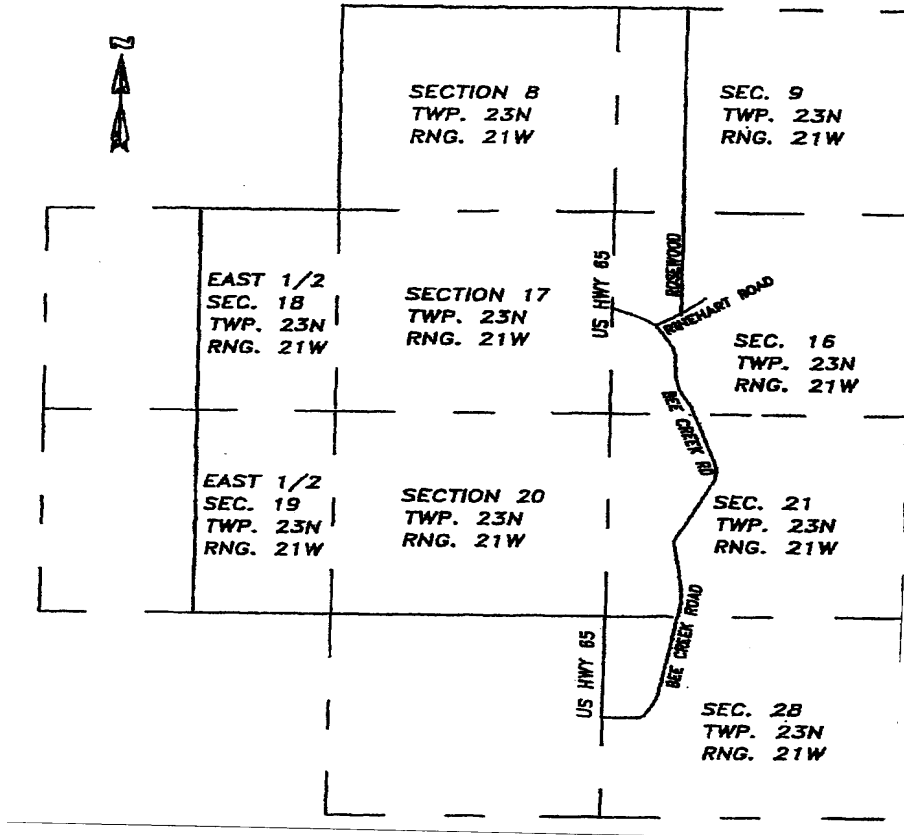 N
SECTION 8
TWP. 23N
RNG. 21W
SEC. 9
TWP. 23N
RNG. 21W
EAST 1/2
SEC. 18
TWP. 23N
RNG. 21W
SECTION 17
TWP. 23N
RNG. 21W
US HWY 65
ROSEWOOD
RINEHART ROAD
SEC. 16
TWP. 23N
RNG. 21W
BEE CREEK RD
EAST 1/2
SEC. 19
TWP. 23N
RNG. 21W
SECTION 20
TWP. 23N
RNG. 21W
SEC. 21
TWP. 23N
RNG. 21W
US HWY 65
BEE CREEK ROAD
SEC. 28
TWP. 23N
RNG. 21W